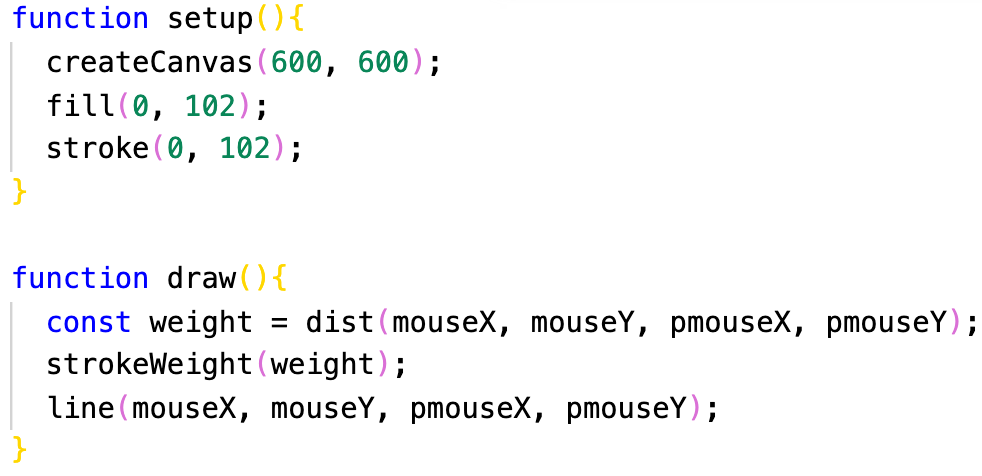 function setup(){
  createCanvas(600, 600);
  fill(0, 102);
  stroke(0, 102);
}

function draw(){
  const weight = dist(mouseX, mouseY, pmouseX, pmouseY);
  strokeWeight(weight);
  line(mouseX, mouseY, pmouseX, pmouseY);
}